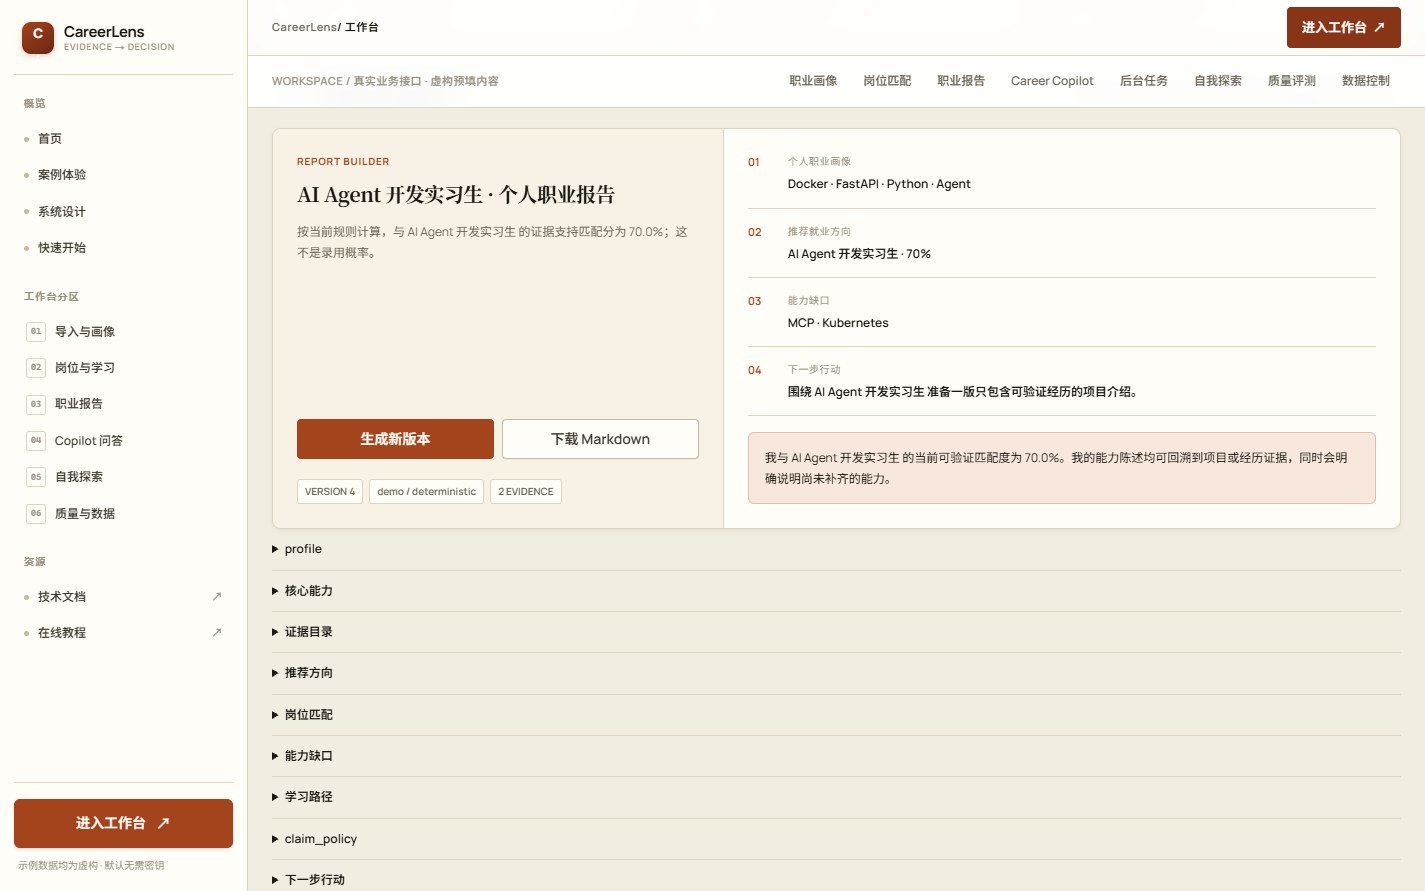 C
CareerLens
EVIDENCE → DECISION
概览
首页
案例体验
系统设计
快速开始
工作台分区
01 导入与画像
02 岗位与学习
03 职业报告
04 Copilot 问答
05 自我探索
06 质量与数据
资源
技术文档 ↗
在线教程 ↗
进入工作台 ↗
示例数据均为虚构 · 默认无需密钥
CareerLens/ 工作台
进入工作台 ↗
WORKSPACE / 真实业务接口 · 虚构预填内容
职业画像 岗位匹配 职业报告 Career Copilot 后台任务 自我探索 质量评测 数据控制
REPORT BUILDER
AI Agent 开发实习生 · 个人职业报告
按当前规则计算，与 AI Agent 开发实习生 的证据支持匹配分为 70.0%；这
不是录用概率。
生成新版本 下载 Markdown
VERSION 4 demo / deterministic 2 EVIDENCE
01 个人职业画像
Docker · FastAPI · Python · Agent
02 推荐就业方向
AI Agent 开发实习生 · 70%
03 能力缺口
MCP · Kubernetes
04 下一步行动
围绕 AI Agent 开发实习生 准备一版只包含可验证经历的项目介绍。
我与 AI Agent 开发实习生 的当前可验证匹配度为 70.0%。我的能力陈述均可回溯到项目或经历证据，同时会明
确说明尚未补齐的能力。
profile
核心能力
证据目录
推荐方向
岗位匹配
能力缺口
学习路径
claim_policy
下一步行动